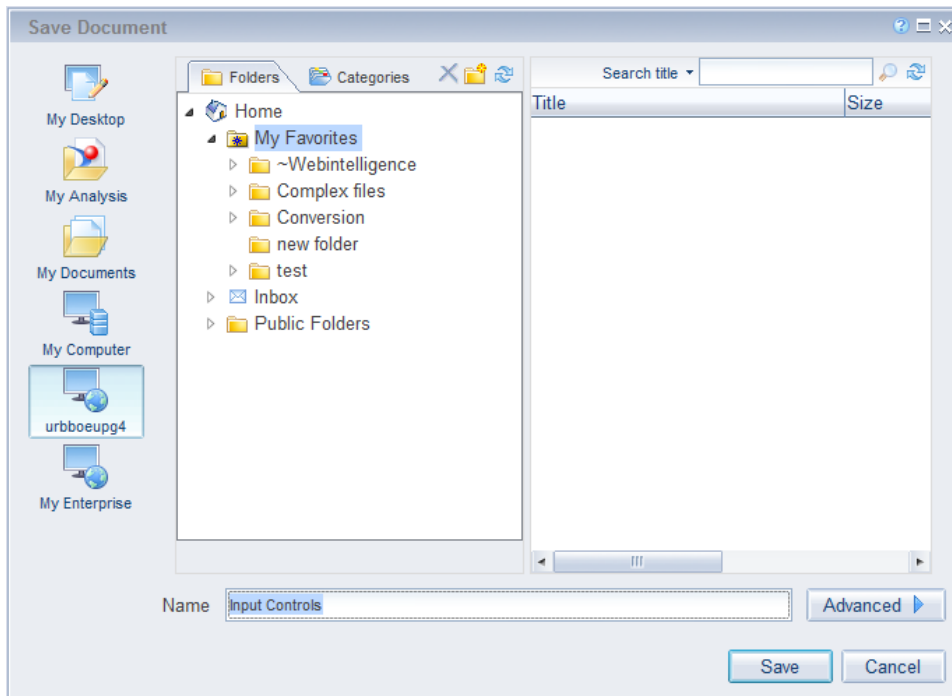 Save Document
My Desktop
My Analysis
My Documents
My Computer
urbboeupg4
My Enterprise
Folders
Categories
Home
My Favorites
~Webintelligence
Complex files
Conversion
new folder
test
Inbox
Public Folders
Search title
Title Size
Name Input Controls Advanced
Save Cancel